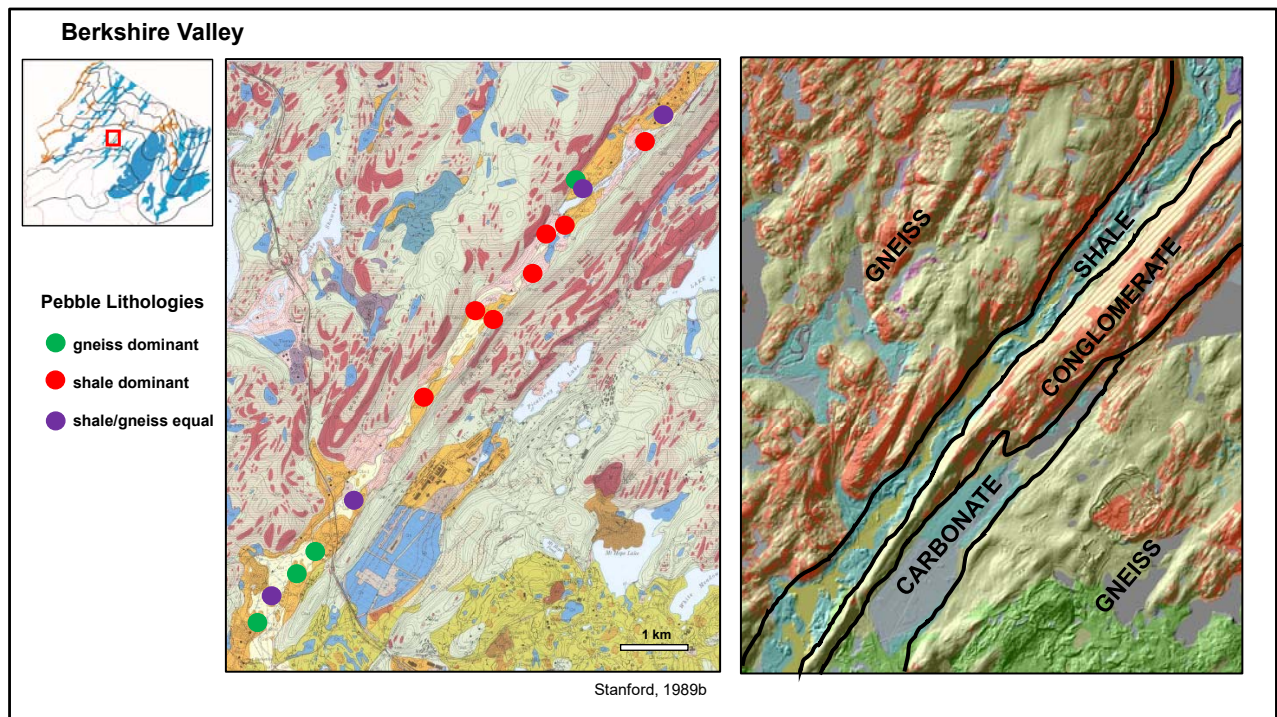 Berkshire Valley
Pebble Lithologies
gneiss dominant
shale dominant
shale/gneiss equal
1 km
Stanford, 1989b
GNEISS
SHALE
CONGLOMERATE
CARBONATE
GNEISS